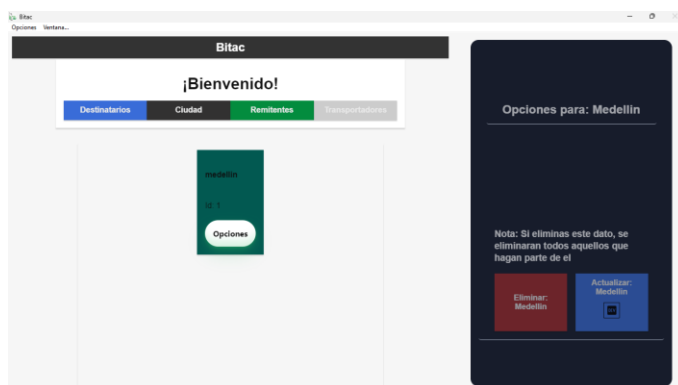 Bitac
Opciones Ventana...
Bitac
¡Bienvenido!
Destinatarios Ciudad Remitentes Transportadores
medellin
Id: 1
Opciones
Opciones para: Medellin
Nota: Si eliminas este dato, se
eliminaran todos aquellos que
hagan parte de el
Eliminar:
Medellin
Actualizar:
Medellin